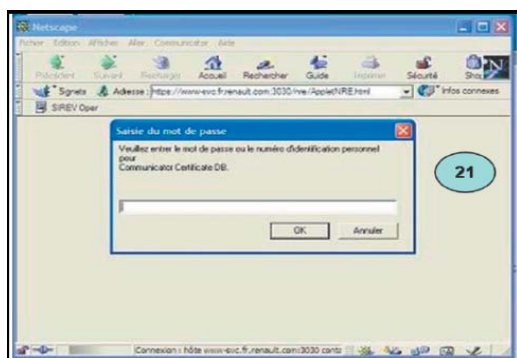 Netscape
Fichier Edition Afficher Aller Communicator Aide
Précédent Suivant Recharger Accueil Rechercher Guide Imprimer Sécurité
Signets Adresse : https://www-evc.fr.renault.com:3030/nre/AppletNRE.html Infos connexes
SIREV Oper
Saisie du mot de passe
Veuillez entrer le mot de passe ou le numéro d'identification personnel
pour
Communicator Certificate DB.
OK Annuler
21
Connexion : hôte www-evc.fr.renault.com:3030 conta